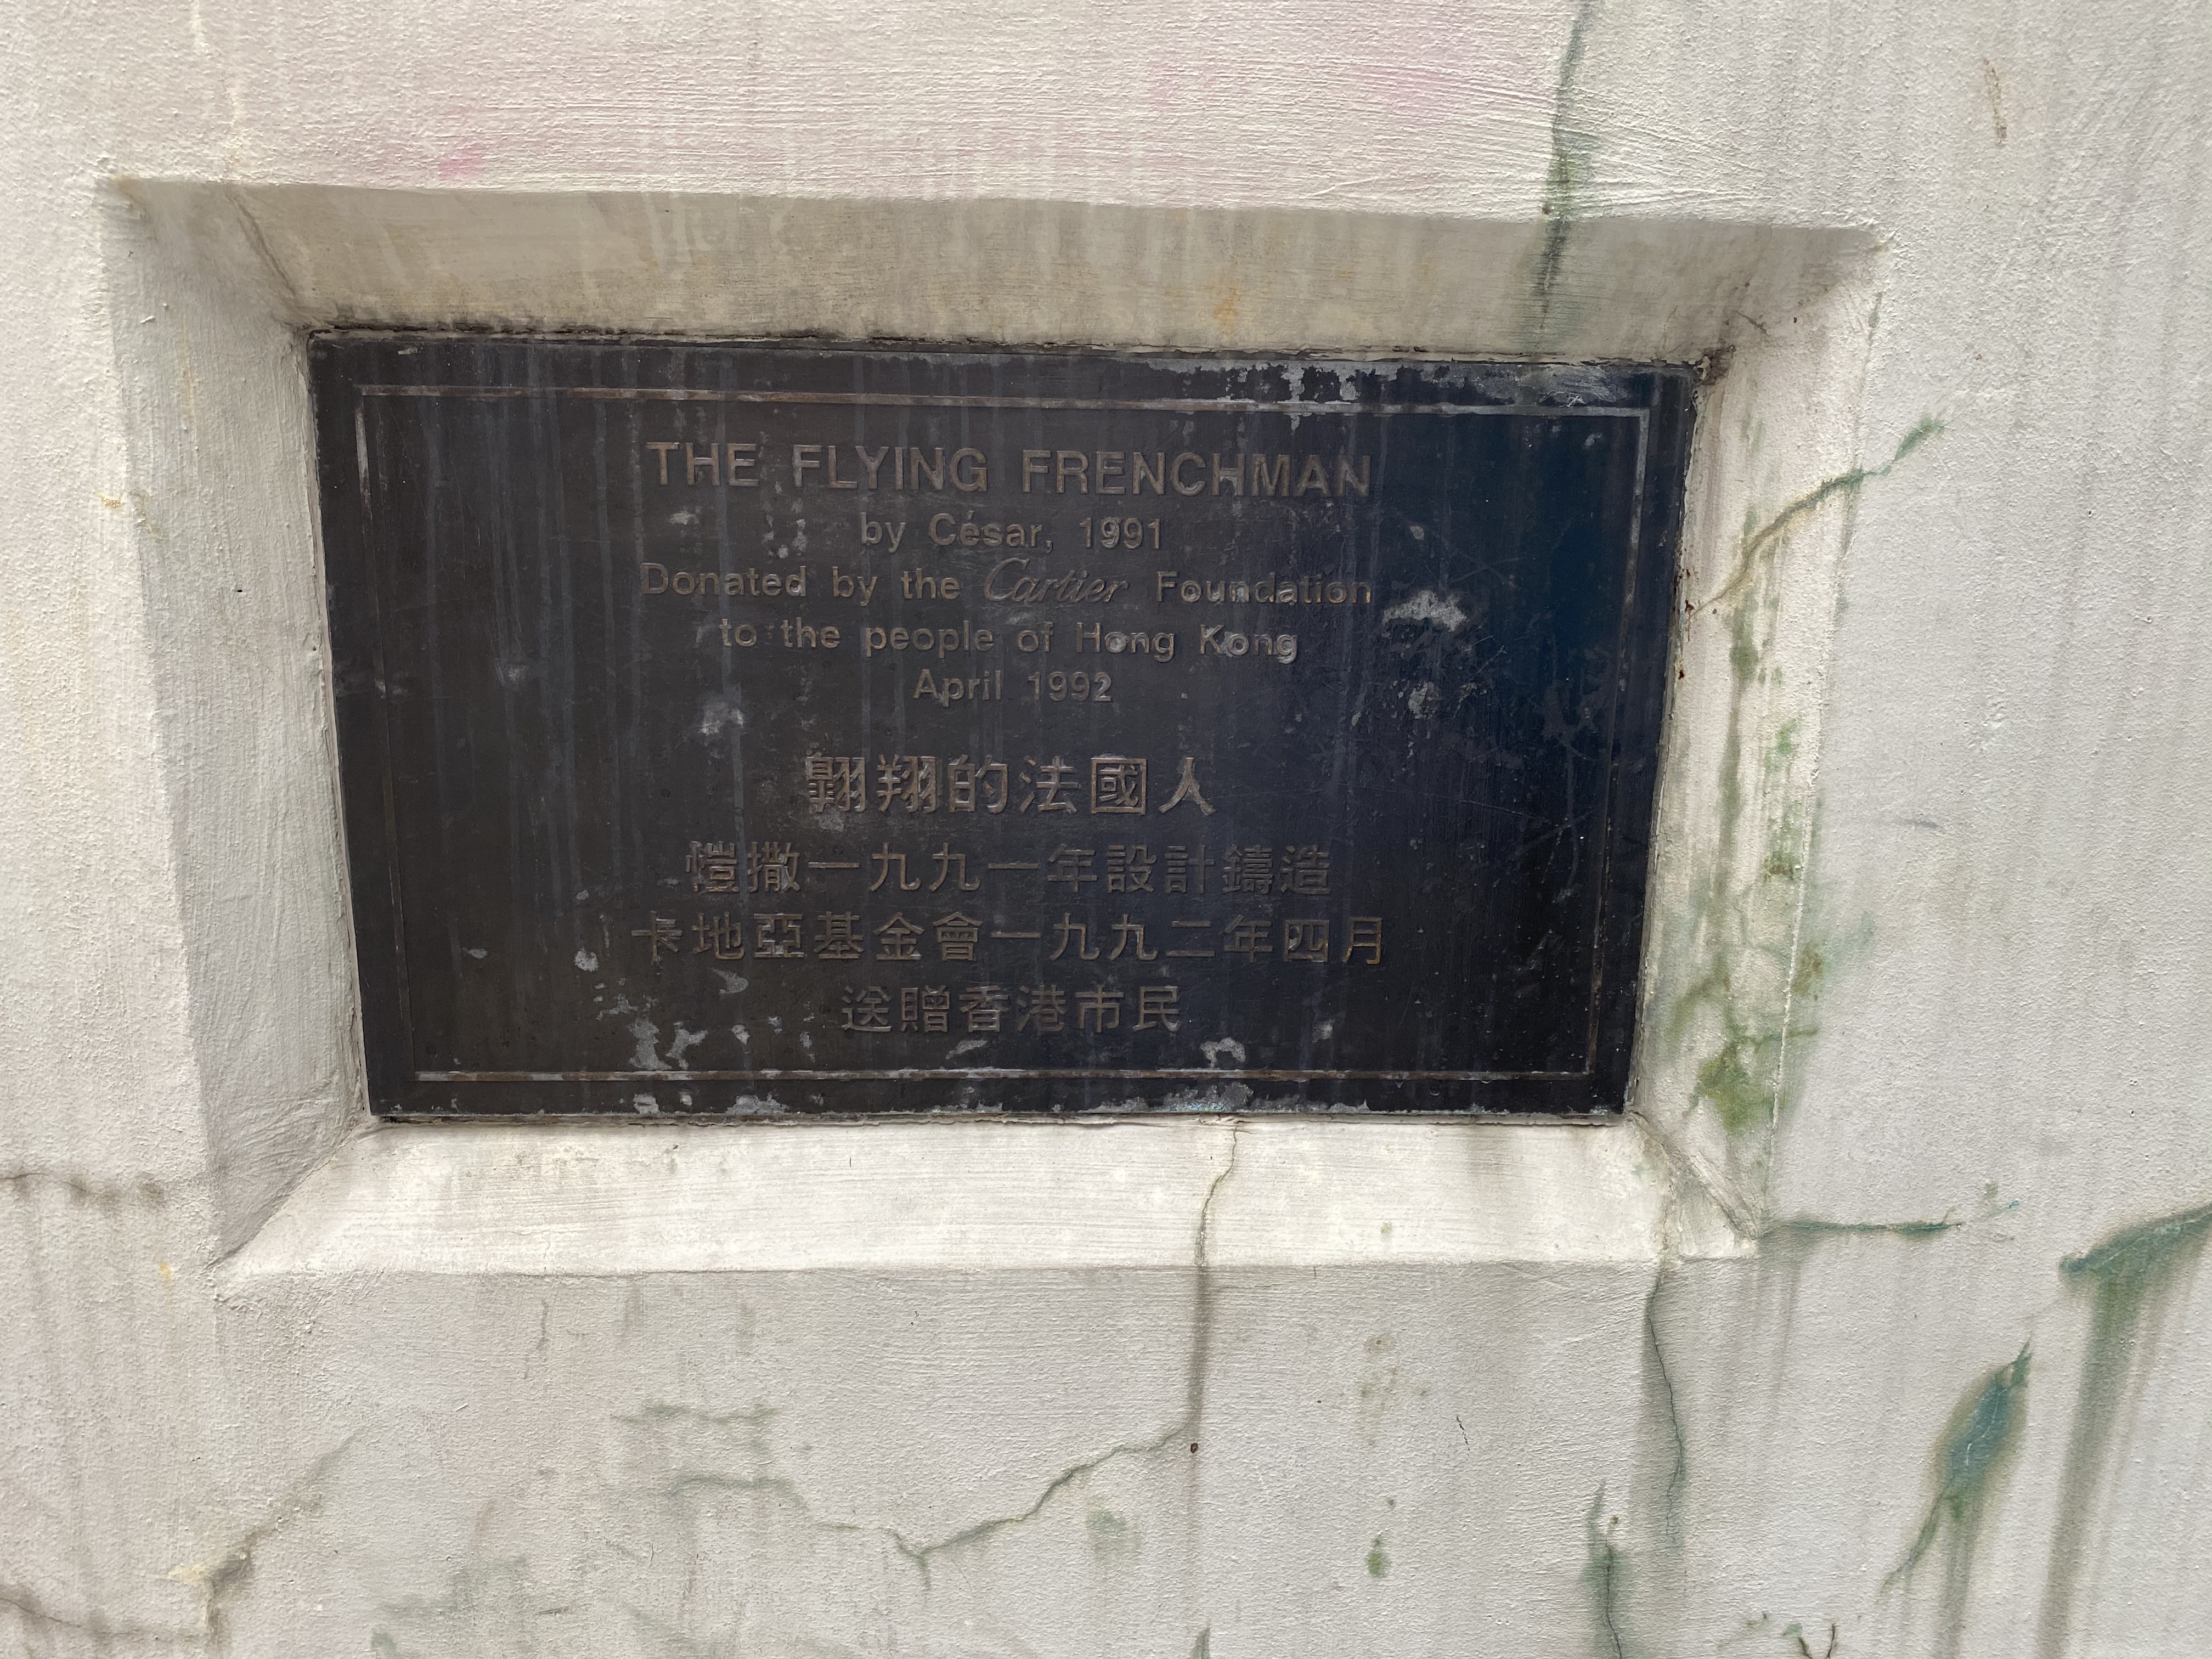 THE FLYING FRENCHMAN
by César, 1991
Donated by the Cartier Foundation
to the people of Hong Kong
April 1992
翺翔的法國人
愷撒一九九一年設計鑄造
卡地亞基金會一九九二年四月
送贈香港市民